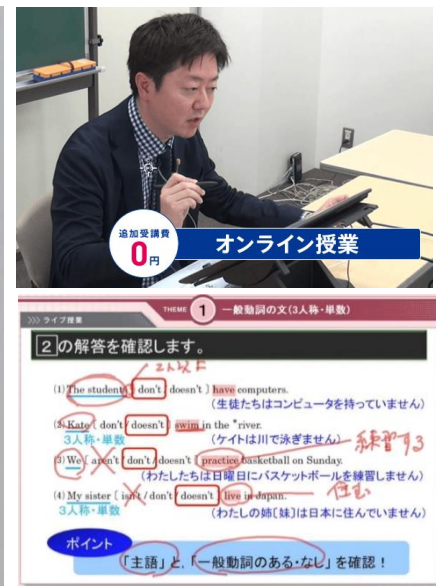 追加受講費
0円
オンライン授業
>>> ライブ授業
THEME 1 一般動詞の文(3人称・単数)
2の解答を確認します。
2人以上
(1) The students [ don't / doesn't ] have computers.
(生徒たちはコンピュータを持っていません)
(2) Kate [ don't / doesn't ] swim in the *river.
3人称・単数
(ケイトは川で泳ぎません)
練習する
(3) We [ aren't / don't / doesn't ] practice basketball on Sunday.
(わたしたちは日曜日にバスケットボールを練習しません)
(4) My sister [ isn't / don't / doesn't ] live in Japan.
住む
3人称・単数
(わたしの姉〔妹〕は日本に住んでいません)
ポイント
「主語」と,「一般動詞のある・なし」を確認!